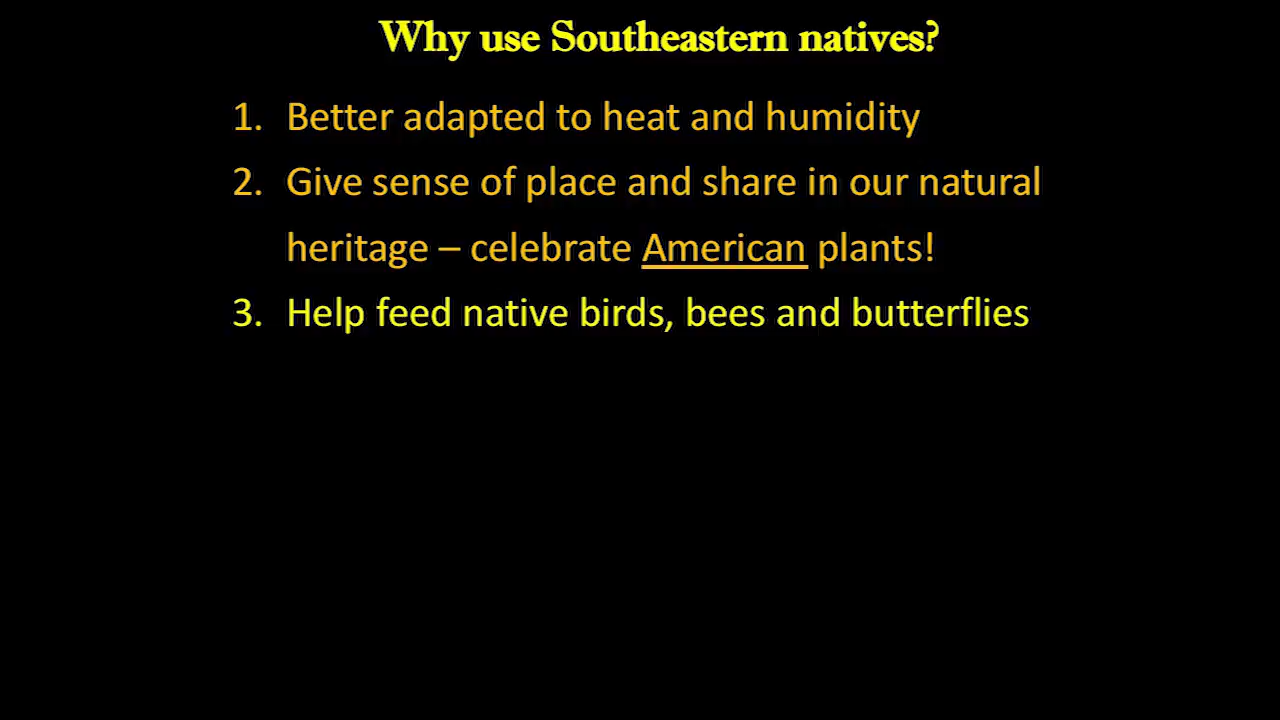 Why use Southeastern natives?
1. Better adapted to heat and humidity
2. Give sense of place and share in our natural
heritage – celebrate American plants!
3. Help feed native birds, bees and butterflies